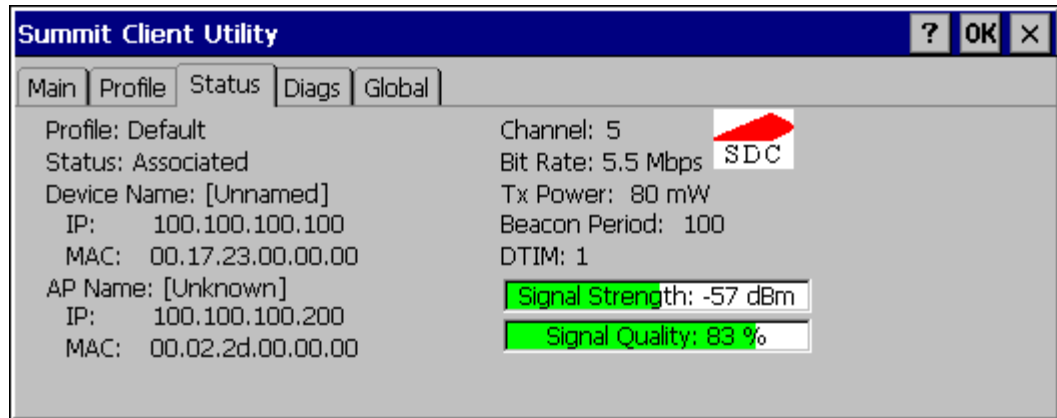 Summit Client Utility ? OK ×
Main Profile Status Diags Global
Profile: Default
Status: Associated
Device Name: [Unnamed]
IP: 100.100.100.100
MAC: 00.17.23.00.00.00
AP Name: [Unknown]
IP: 100.100.100.200
MAC: 00.02.2d.00.00.00
Channel: 5
Bit Rate: 5.5 Mbps
Tx Power: 80 mW
Beacon Period: 100
DTIM: 1
SDC
Signal Strength: -57 dBm
Signal Quality: 83 %